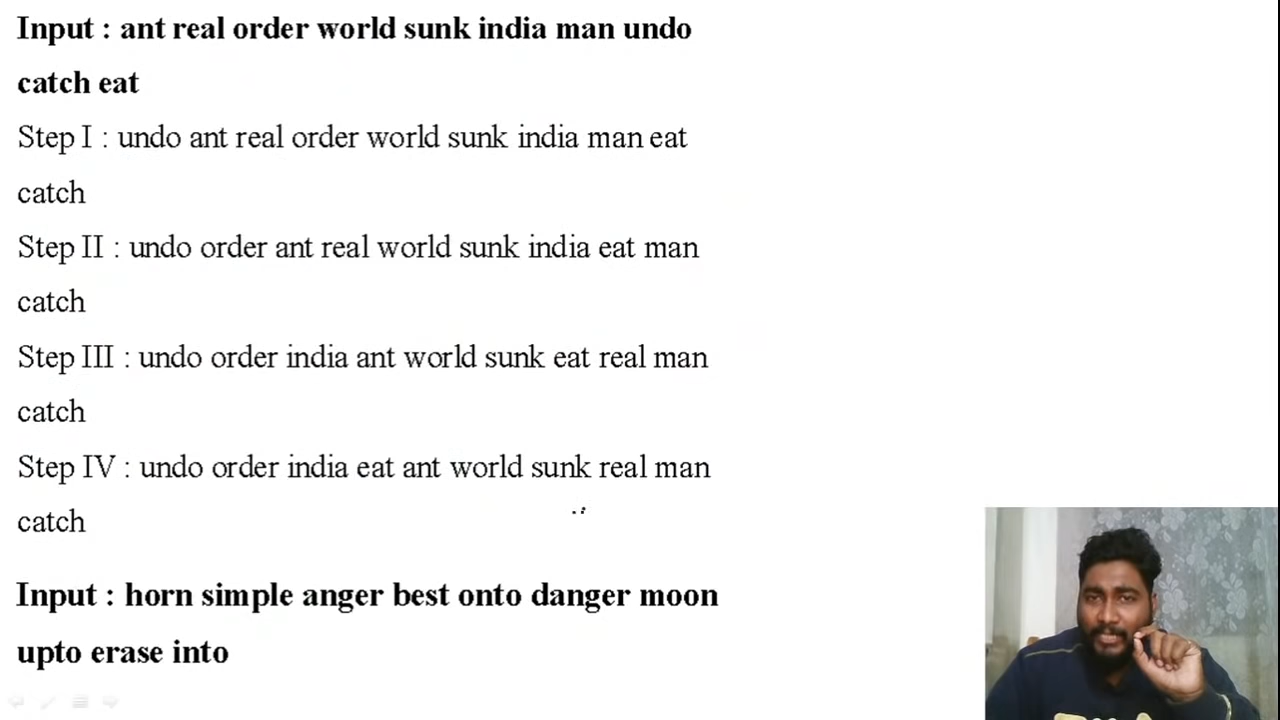 Input : ant real order world sunk india man undo
catch eat
Step I : undo ant real order world sunk india man eat
catch
Step II : undo order ant real world sunk india eat man
catch
Step III : undo order india ant world sunk eat real man
catch
Step IV : undo order india eat ant world sunk real man
catch
Input : horn simple anger best onto danger moon
upto erase into